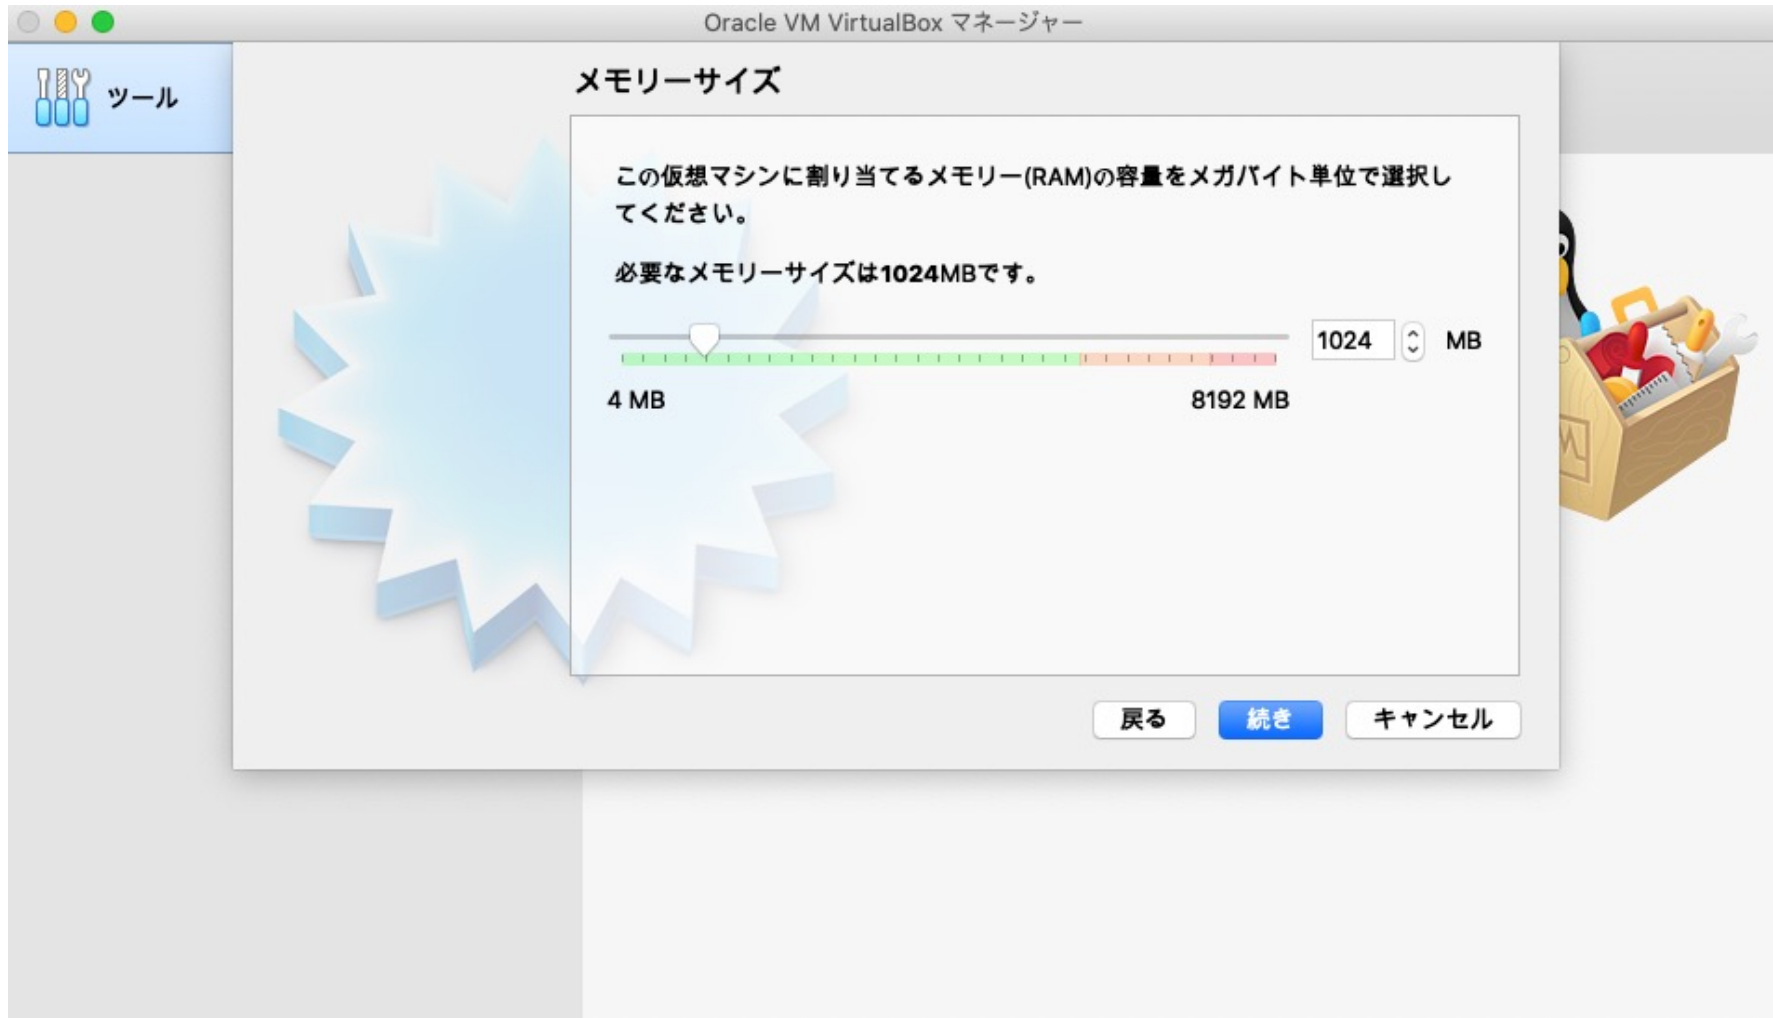 Oracle VM VirtualBox マネージャー
ツール
メモリーサイズ
この仮想マシンに割り当てるメモリー(RAM)の容量をメガバイト単位で選択し
てください。
必要なメモリーサイズは1024MBです。
1024 MB
4 MB 8192 MB
戻る 続き キャンセル